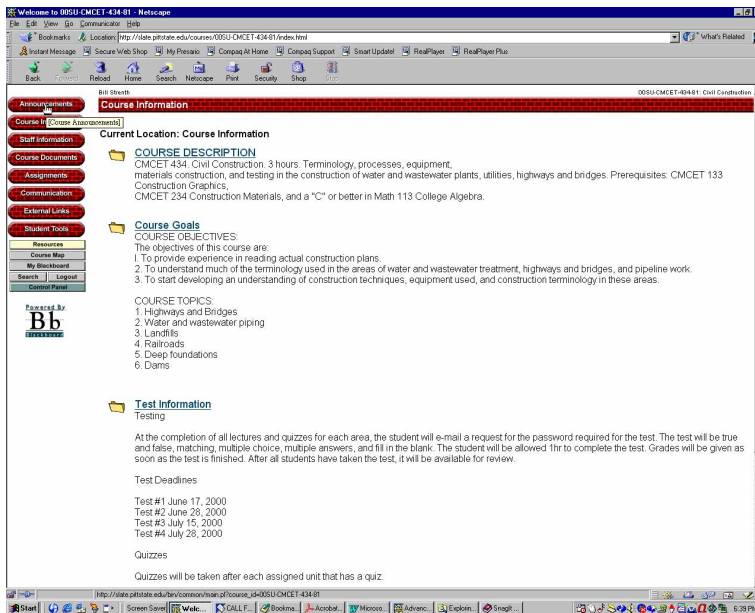 Welcome to 00SU-CMCET-434-81 - Netscape
File Edit View Go Communicator Help
Bookmarks Location: http://slate.pittstate.edu/courses/00SU-CMCET-434-81/index.html What's Related
Instant Message Secure Web Shop My Presario Compaq At Home Compaq Support Smart Update! RealPlayer RealPlayer Plus
Back Forward Reload Home Search Netscape Print Security Shop Stop
Bill Strenth 00SU-CMCET-434-81: Civil Construction
Announcements
Course Information
Course In
[Course Announcements]
Staff Information
Course Documents
Assignments
Communication
External Links
Student Tools
Resources
Course Map
My Blackboard
Search Logout
Control Panel
Powered By
Bb
Blackboard
Current Location: Course Information
COURSE DESCRIPTION
CMCET 434. Civil Construction. 3 hours. Terminology, processes, equipment,
materials construction, and testing in the construction of water and wastewater plants, utilities, highways and bridges. Prerequisites: CMCET 133
Construction Graphics,
CMCET 234 Construction Materials, and a "C" or better in Math 113 College Algebra.
Course Goals
COURSE OBJECTIVES:
The objectives of this course are:
I. To provide experience in reading actual construction plans.
2. To understand much of the terminology used in the areas of water and wastewater treatment, highways and bridges, and pipeline work.
3. To start developing an understanding of construction techniques, equipment used, and construction terminology in these areas.
COURSE TOPICS:
1. Highways and Bridges
2. Water and wastewater piping
3. Landfills
4. Railroads
5. Deep foundations
6. Dams
Test Information
Testing
At the completion of all lectures and quizzes for each area, the student will e-mail a request for the password required for the test. The test will be true
and false, matching, multiple choice, multiple answers, and fill in the blank. The student will be allowed 1hr to complete the test. Grades will be given as
soon as the test is finished. After all students have taken the test, it will be available for review.
Test Deadlines
Test #1 June 17, 2000
Test #2 June 28, 2000
Test #3 July 15, 2000
Test #4 July 28, 2000
Quizzes
Quizzes will be taken after each assigned unit that has a quiz.
http://slate.pittstate.edu/bin/common/main.pl?course_id=00SU-CMCET-434-81
Start Screen Saver Welc... CALL F... Bookma... Acrobat... Microso... Advanc... Explorin... SnagIt ... 6:39 PM